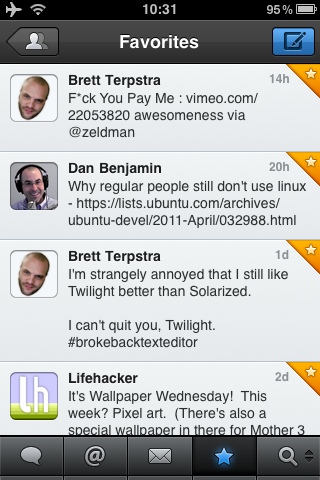 10:31
95%
Favorites
Brett Terpstra
14h
F*ck You Pay Me : vimeo.com/
22053820 awesomeness via
@zeldman
Dan Benjamin
20h
Why regular people still don't use linux
- https://lists.ubuntu.com/archives/
ubuntu-devel/2011-April/032988.html
Brett Terpstra
1d
I'm strangely annoyed that I still like
Twilight better than Solarized.
I can't quit you, Twilight.
#brokebacktexteditor
lh
Lifehacker
2d
It's Wallpaper Wednesday!  This
week? Pixel art.  (There's also a
special wallpaper in there for Mother 3
@